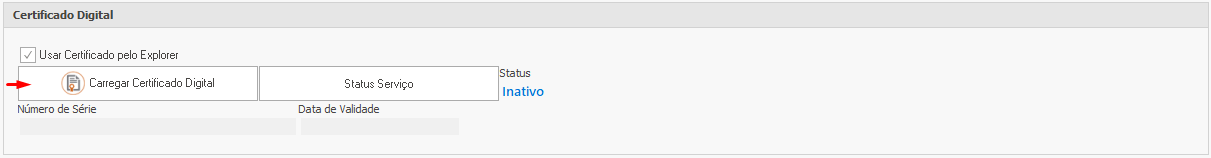 Certificado Digital
Usar Certificado pelo Explorer
Carregar Certificado Digital
Status Serviço
Status
Inativo
Número de Série
Data de Validade